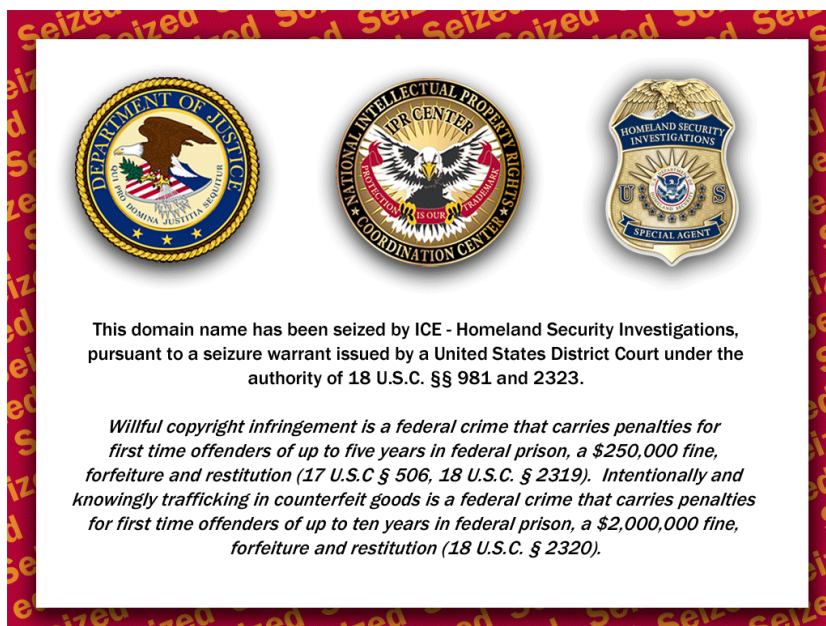 Seized Seized Seized Seized Seized
DEPARTMENT OF JUSTICE
QUI PRO DOMINA JUSTITIA SEQUITUR
NATIONAL INTELLECTUAL PROPERTY RIGHTS
IPR CENTER
PROTECTION IS OUR TRADEMARK
COORDINATION CENTER
HOMELAND SECURITY
INVESTIGATIONS
U S
SPECIAL AGENT
This domain name has been seized by ICE - Homeland Security Investigations,
pursuant to a seizure warrant issued by a United States District Court under the
authority of 18 U.S.C. §§ 981 and 2323.
Willful copyright infringement is a federal crime that carries penalties for
first time offenders of up to five years in federal prison, a $250,000 fine,
forfeiture and restitution (17 U.S.C § 506, 18 U.S.C. § 2319).  Intentionally and
knowingly trafficking in counterfeit goods is a federal crime that carries penalties
for first time offenders of up to ten years in federal prison, a $2,000,000 fine,
forfeiture and restitution (18 U.S.C. § 2320).